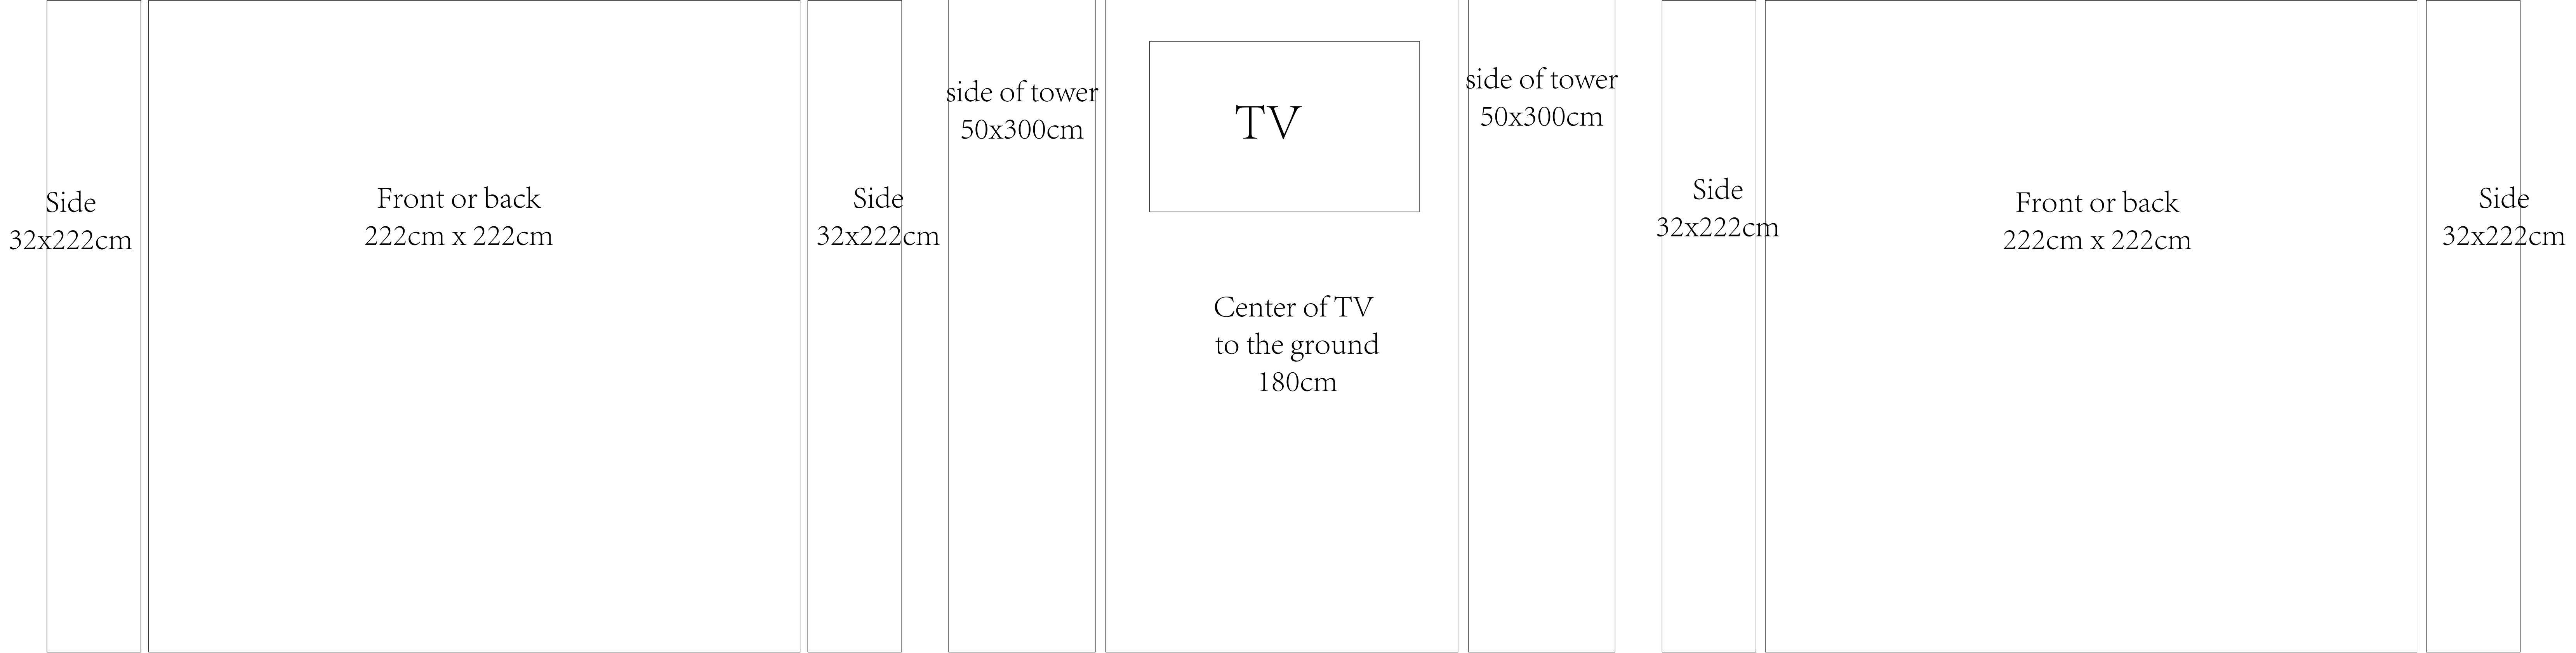 Side
32x222cm
Front or back
222cm x 222cm
Side
32x222cm
side of tower
50x300cm
TV
Center of TV
to the ground
180cm
side of tower
50x300cm
Side
32x222cm
Front or back
222cm x 222cm
Side
32x222cm